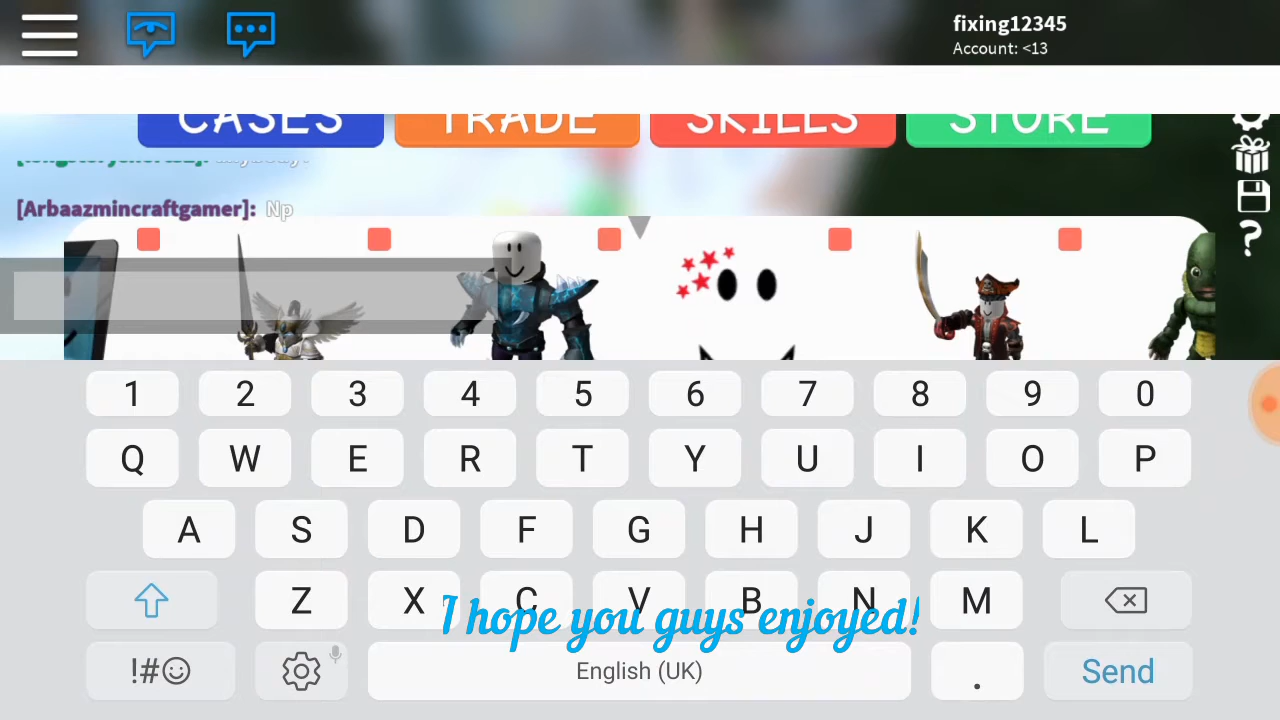 fixing12345
Account: <13
CASES TRADE SKILLS STORE
[Arbaazmincraftgamer]: Np
1 2 3 4 5 6 7 8 9 0
Q W E R T Y U I O P
A S D F G H J K L
Z X C V B N M
I hope you guys enjoyed!
!#☺ English (UK) . Send